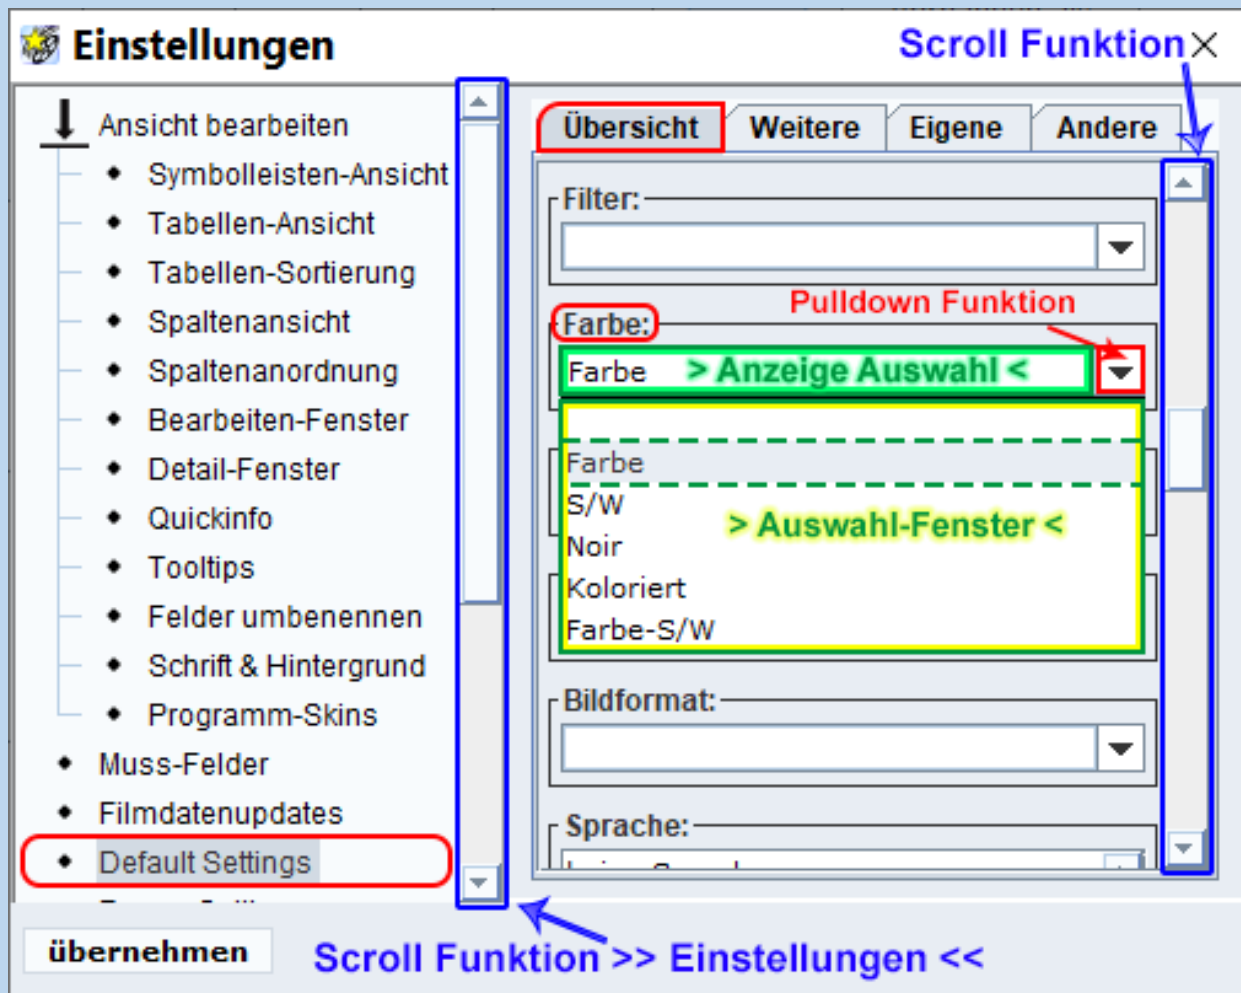 Einstellungen
Scroll Funktion
Ansicht bearbeiten
Symbolleisten-Ansicht
Tabellen-Ansicht
Tabellen-Sortierung
Spaltenansicht
Spaltenanordnung
Bearbeiten-Fenster
Detail-Fenster
Quickinfo
Tooltips
Felder umbenennen
Schrift & Hintergrund
Programm-Skins
Muss-Felder
Filmdatenupdates
Default Settings
Übersicht Weitere Eigene Andere
Filter:
Pulldown Funktion
Farbe:
Farbe > Anzeige Auswahl <
Farbe
S/W
> Auswahl-Fenster <
Noir
Koloriert
Farbe-S/W
Bildformat:
Sprache:
übernehmen
Scroll Funktion >> Einstellungen <<